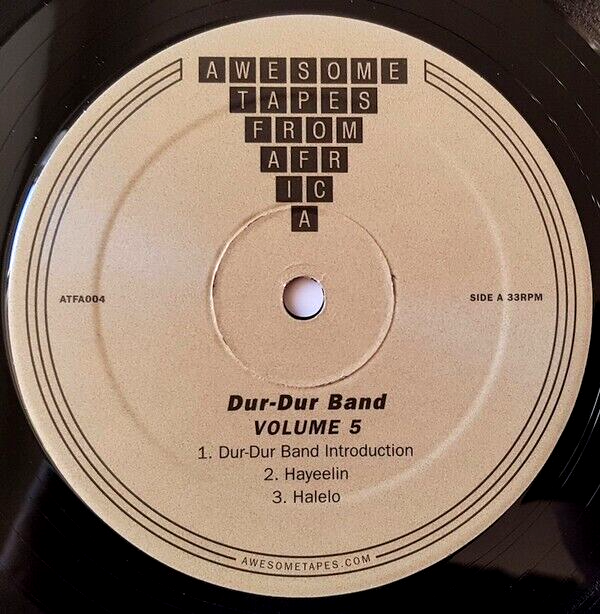 AWESOME
TAPES
FROM
AFR
IC
A
ATFA004
SIDE A 33RPM
Dur-Dur Band
VOLUME 5
1. Dur-Dur Band Introduction
2. Hayeelin
3. Halelo
AWESOMETAPES.COM